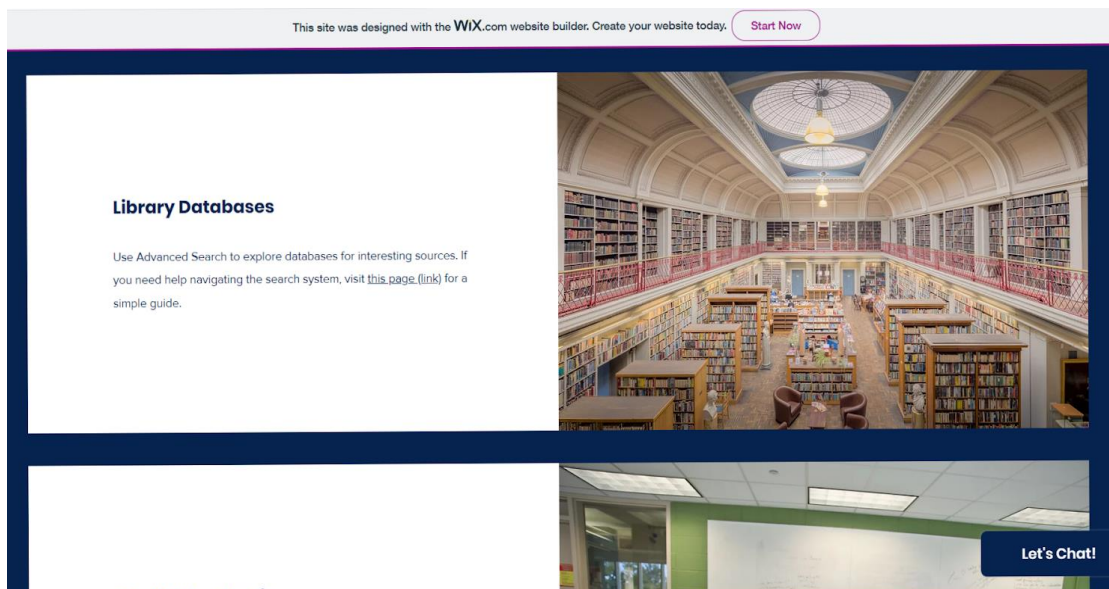 This site was designed with the WiX.com website builder. Create your website today. Start Now
Library Databases
Use Advanced Search to explore databases for interesting sources. If
you need help navigating the search system, visit this page (link) for a
simple guide.
Let's Chat!